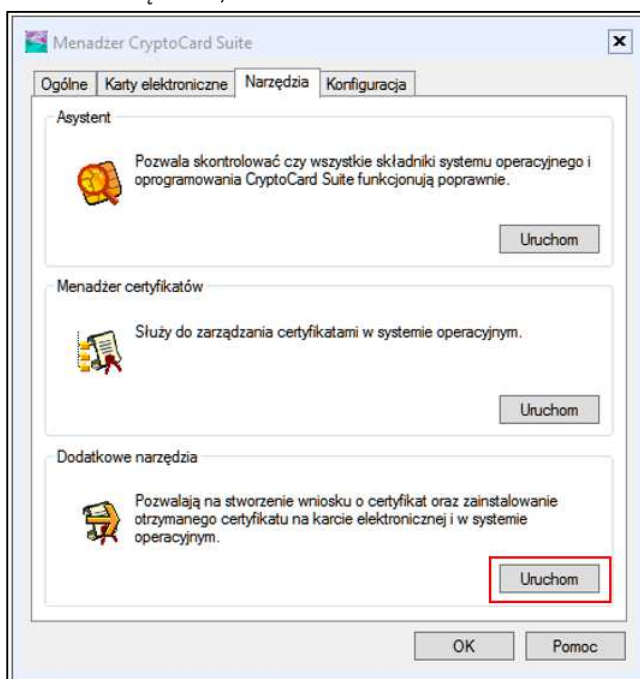 Menadżer CryptoCard Suite
Ogólne Karty elektroniczne Narzędzia Konfiguracja
Asystent
Pozwala skontrolować czy wszystkie składniki systemu operacyjnego i
oprogramowania CryptoCard Suite funkcjonują poprawnie.
Uruchom
Menadżer certyfikatów
Służy do zarządzania certyfikatami w systemie operacyjnym.
Uruchom
Dodatkowe narzędzia
Pozwalają na stworzenie wniosku o certyfikat oraz zainstalowanie
otrzymanego certyfikatu na karcie elektronicznej i w systemie
operacyjnym.
Uruchom
OK Pomoc